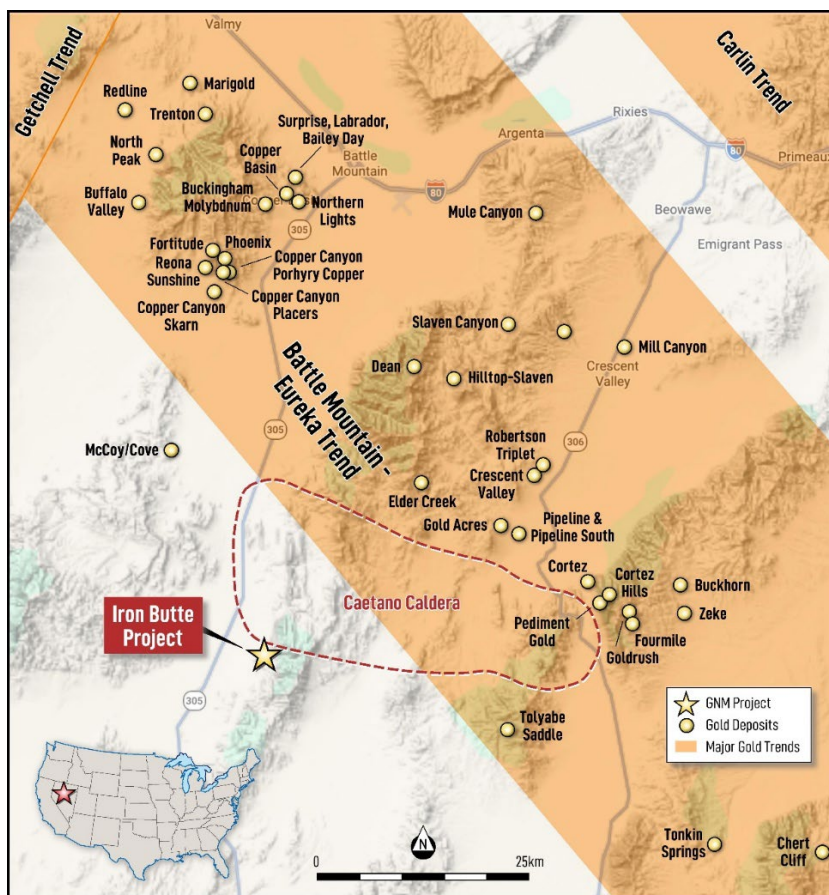 Valmy
Getchell Trend
Carlin Trend
Redline
Marigold
Trenton
Rixies
Surprise, Labrador,
Bailey Day
Argenta
North
Peak
Copper
Basin
Battle
Mountain
80
80
Primeaux
Buffalo
Valley
Buckingham
Molybdnum
Northern
Lights
305
Mule Canyon
Beowawe
Emigrant Pass
Fortitude
Phoenix
Reona
Sunshine
Copper Canyon
Porhyry Copper
Copper Canyon
Placers
Copper Canyon
Skarn
Slaven Canyon
Mill Canyon
Crescent
Valley
Dean
Hilltop-Slaven
Battle Mountain –
Eureka Trend
305
306
McCoy/Cove
Robertson
Triplet
Crescent
Valley
Elder Creek
Gold Acres
Pipeline &
Pipeline South
Cortez
Cortez
Hills
Buckhorn
Caetano Caldera
Iron Butte
Project
Pediment
Gold
Zeke
Fourmile
Goldrush
305
GNM Project
Gold Deposits
Major Gold Trends
Tolyabe
Saddle
N
0
25km
Tonkin
Springs
Chert
Cliff